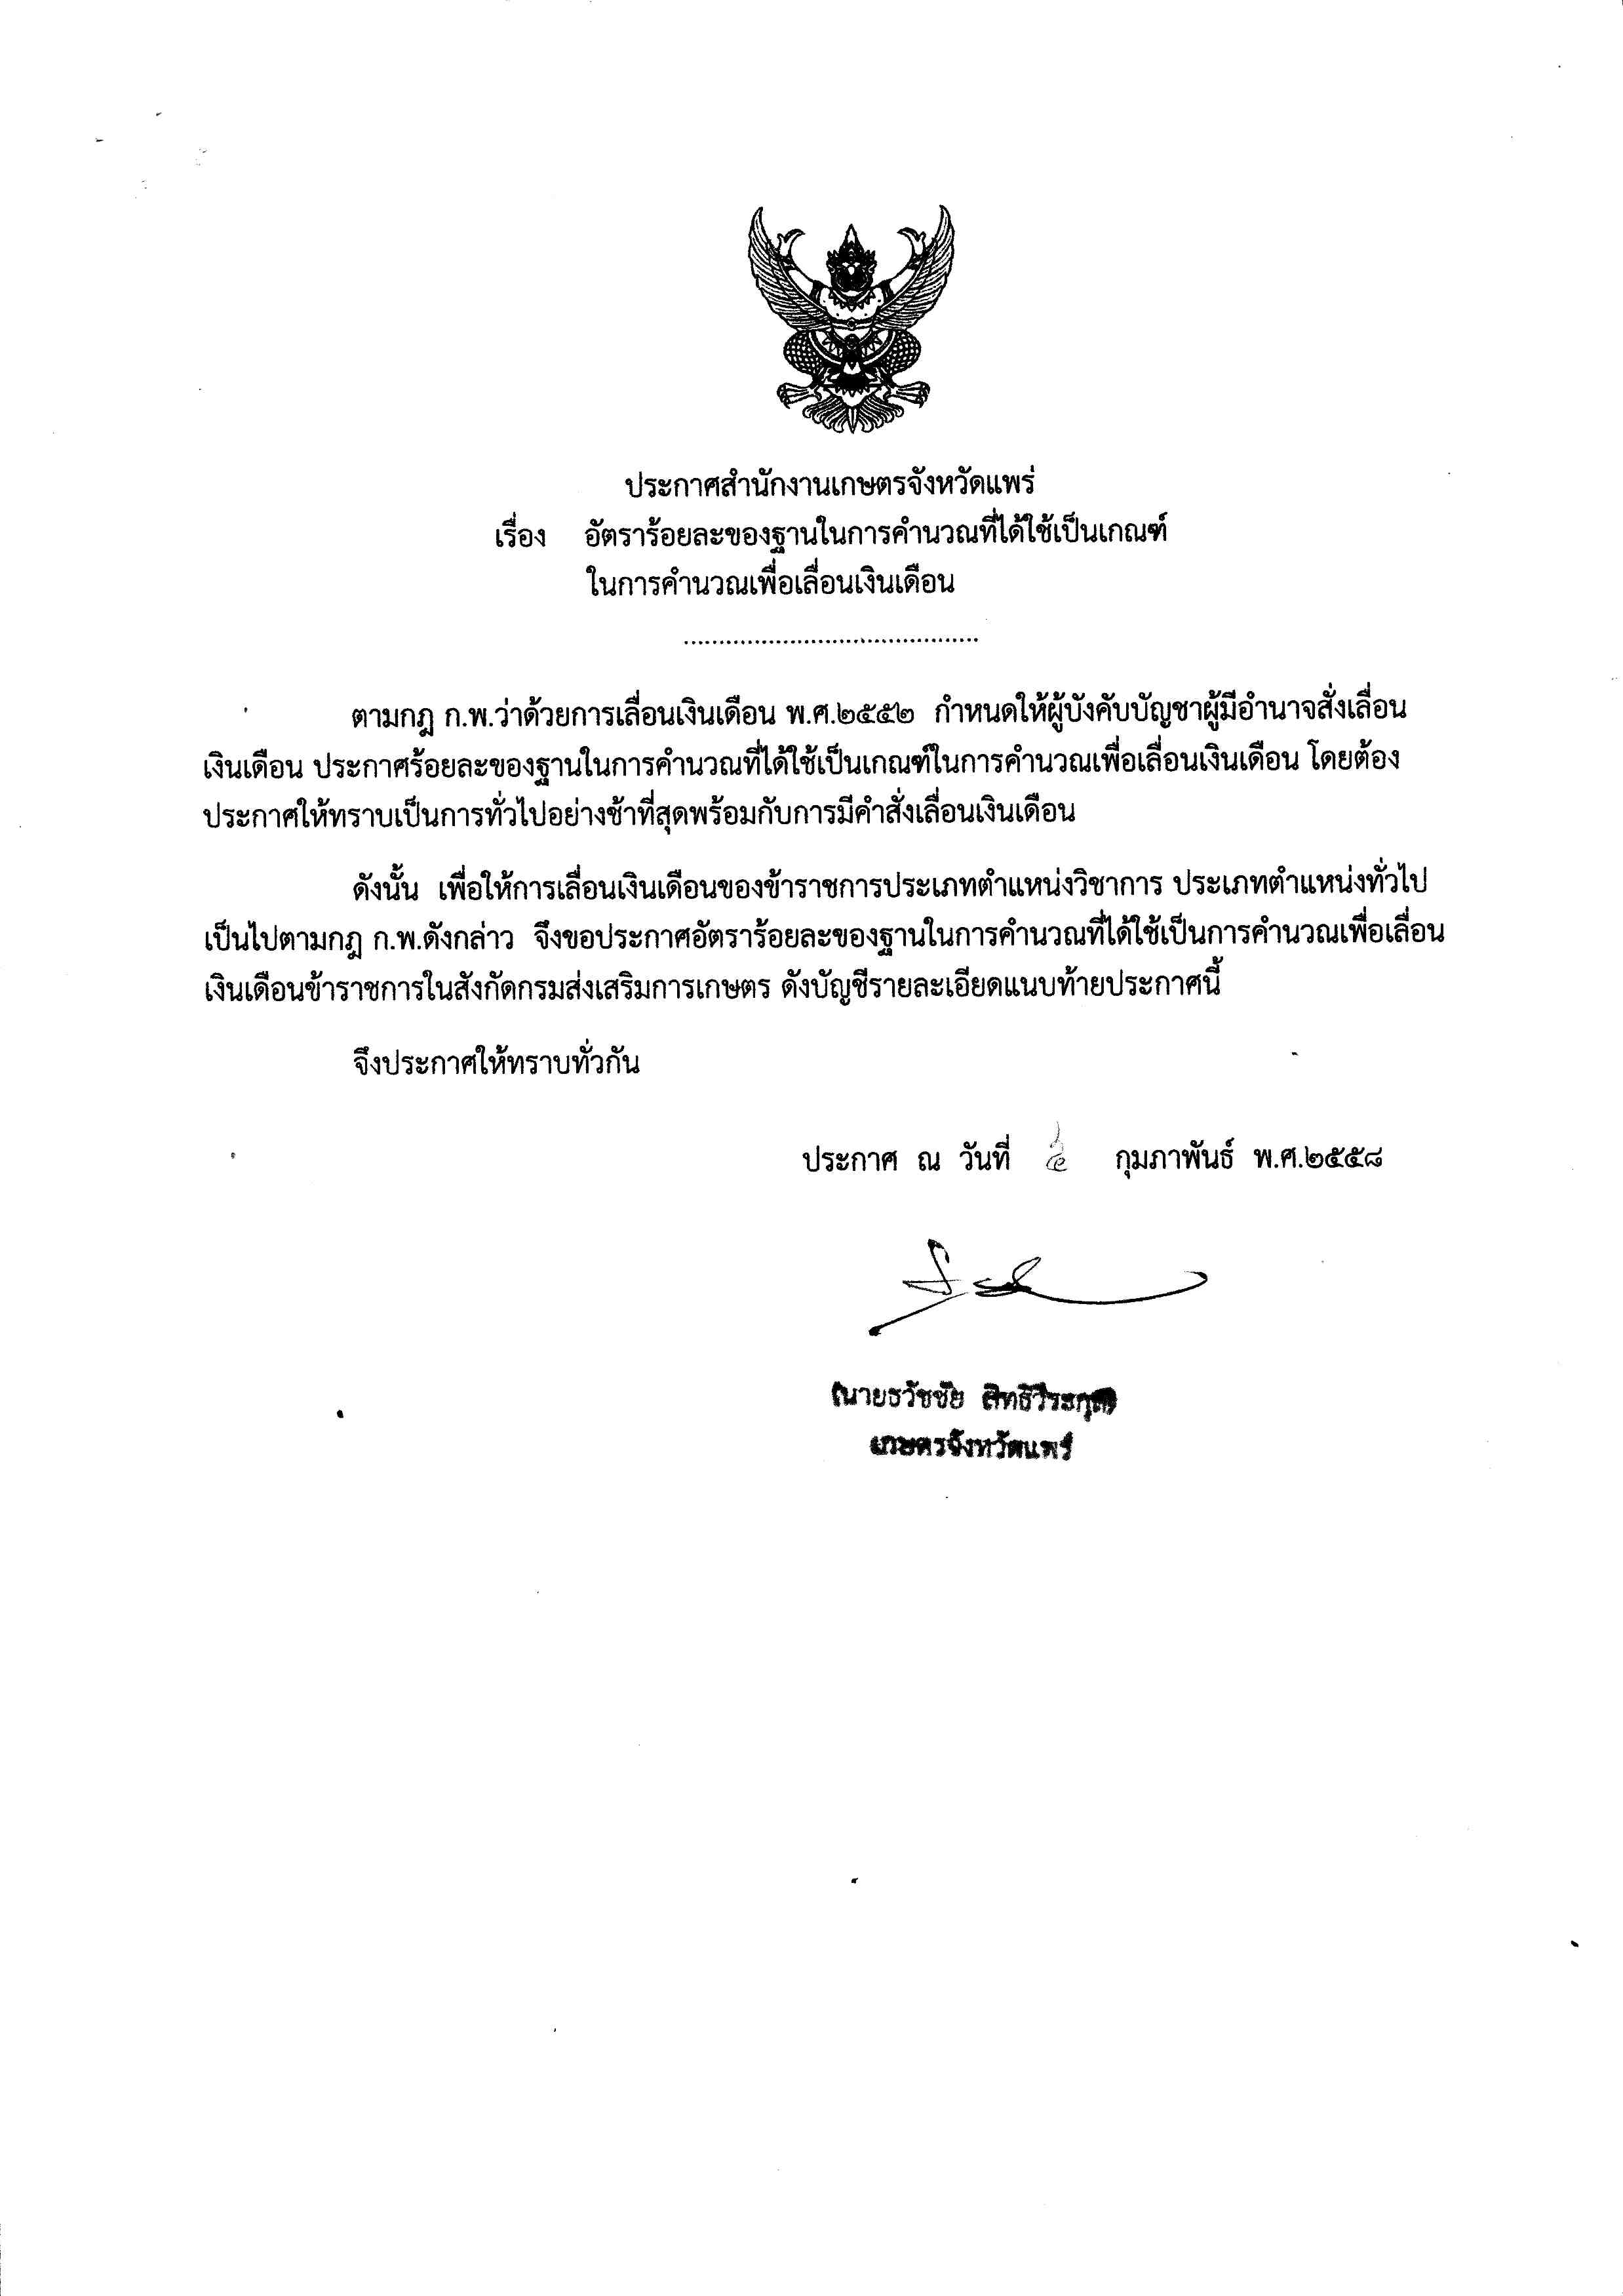 ประกาศสำนักงานเกษตรจังหวัดแพร่
เรื่อง อัตราร้อยละของฐานในการคำนวณที่ได้ใช้เป็นเกณฑ์
ในการคำนวณเพื่อเลื่อนเงินเดือน
ตามกฎ ก.พ.ว่าด้วยการเลื่อนเงินเดือน พ.ศ.๒๕๕๒ กำหนดให้ผู้บังคับบัญชาผู้มีอำนาจสั่งเลื่อน
เงินเดือน ประกาศร้อยละของฐานในการคำนวณที่ได้ใช้เป็นเกณฑ์ในการคำนวณเพื่อเลื่อนเงินเดือน โดยต้อง
ประกาศให้ทราบเป็นการทั่วไปอย่างช้าที่สุดพร้อมกับการมีคำสั่งเลื่อนเงินเดือน
ดังนั้น เพื่อให้การเลื่อนเงินเดือนของข้าราชการประเภทตำแหน่งวิชาการ ประเภทตำแหน่งทั่วไป
เป็นไปตามกฎ ก.พ.ดังกล่าว จึงขอประกาศอัตราร้อยละของฐานในการคำนวณที่ได้ใช้เป็นการคำนวณเพื่อเลื่อน
เงินเดือนข้าราชการในสังกัดกรมส่งเสริมการเกษตร ดังบัญชีรายละเอียดแนบท้ายประกาศนี้
จึงประกาศให้ทราบทั่วกัน
ประกาศ ณ วันที่ กุมภาพันธ์ พ.ศ.๒๕๕๘
(นายธวัชชัย สิทธิวีระกุล)
เกษตรจังหวัดแพร่